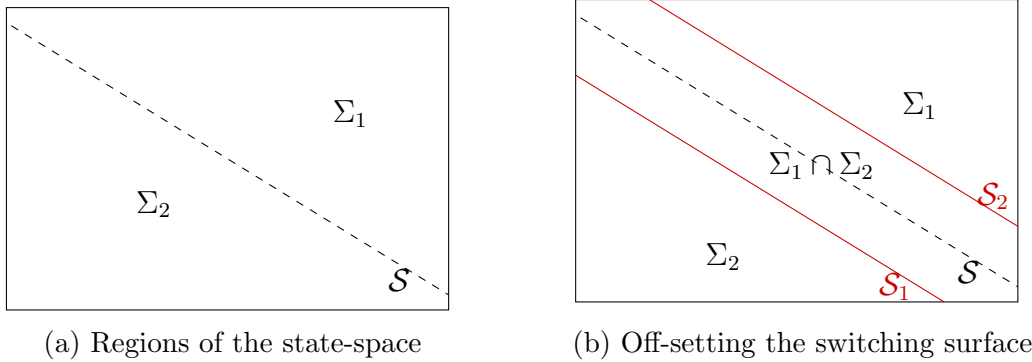 Σ₁
Σ₂
𝒮
(a) Regions of the state-space
Σ₁
Σ₁ ∩ Σ₂
𝒮₂
Σ₂
𝒮
𝒮₁
(b) Off-setting the switching surface